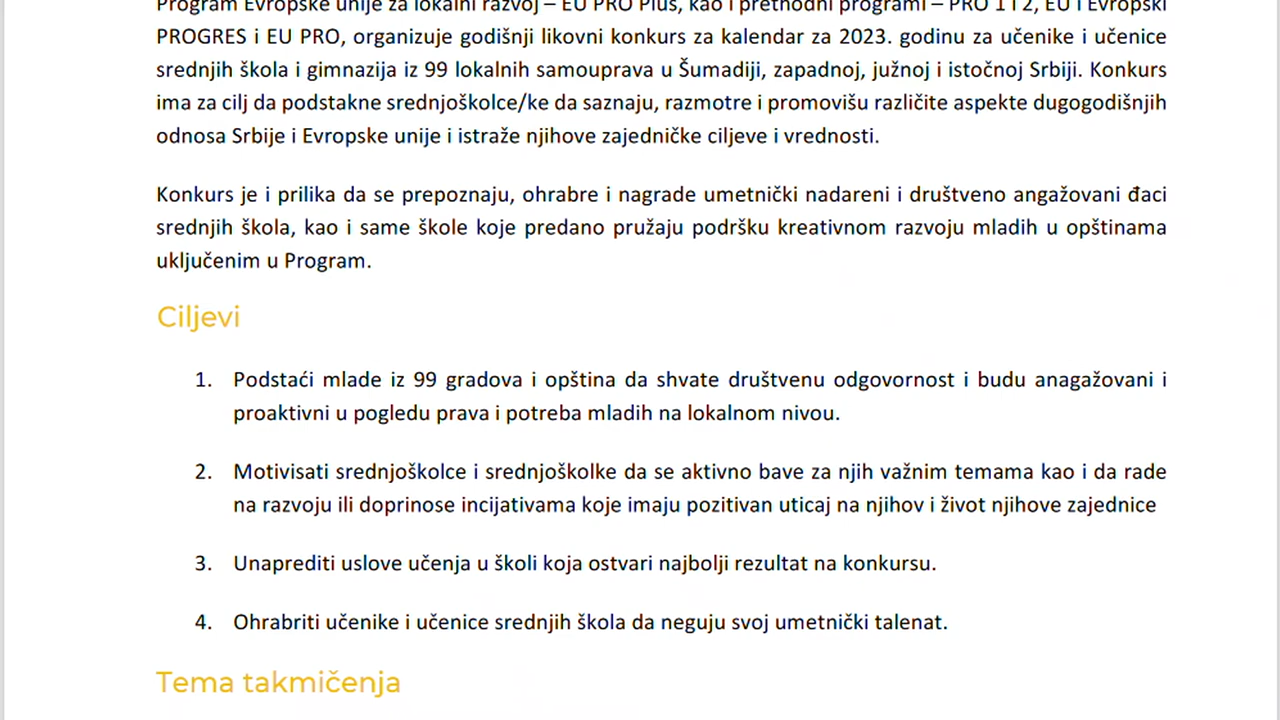 Program Evropske unije za lokalni razvoj – EU PRO Plus, kao i prethodni programi – PRO 1 i 2, EU i Evropski
PROGRES i EU PRO, organizuje godišnji likovni konkurs za kalendar za 2023. godinu za učenike i učenice
srednjih škola i gimnazija iz 99 lokalnih samouprava u Šumadiji, zapadnoj, južnoj i istočnoj Srbiji. Konkurs
ima za cilj da podstakne srednjoškolce/ke da saznaju, razmotre i promovišu različite aspekte dugogodišnjih
odnosa Srbije i Evropske unije i istraže njihove zajedničke ciljeve i vrednosti.
Konkurs je i prilika da se prepoznaju, ohrabre i nagrade umetnički nadareni i društveno angažovani đaci
srednjih škola, kao i same škole koje predano pružaju podršku kreativnom razvoju mladih u opštinama
uključenim u Program.
Ciljevi
1. Podstaći mlade iz 99 gradova i opština da shvate društvenu odgovornost i budu anagažovani i
proaktivni u pogledu prava i potreba mladih na lokalnom nivou.
2. Motivisati srednjoškolce i srednjoškolke da se aktivno bave za njih važnim temama kao i da rade
na razvoju ili doprinose incijativama koje imaju pozitivan uticaj na njihov i život njihove zajednice
3. Unaprediti uslove učenja u školi koja ostvari najbolji rezultat na konkursu.
4. Ohrabriti učenike i učenice srednjih škola da neguju svoj umetnički talenat.
Tema takmičenja